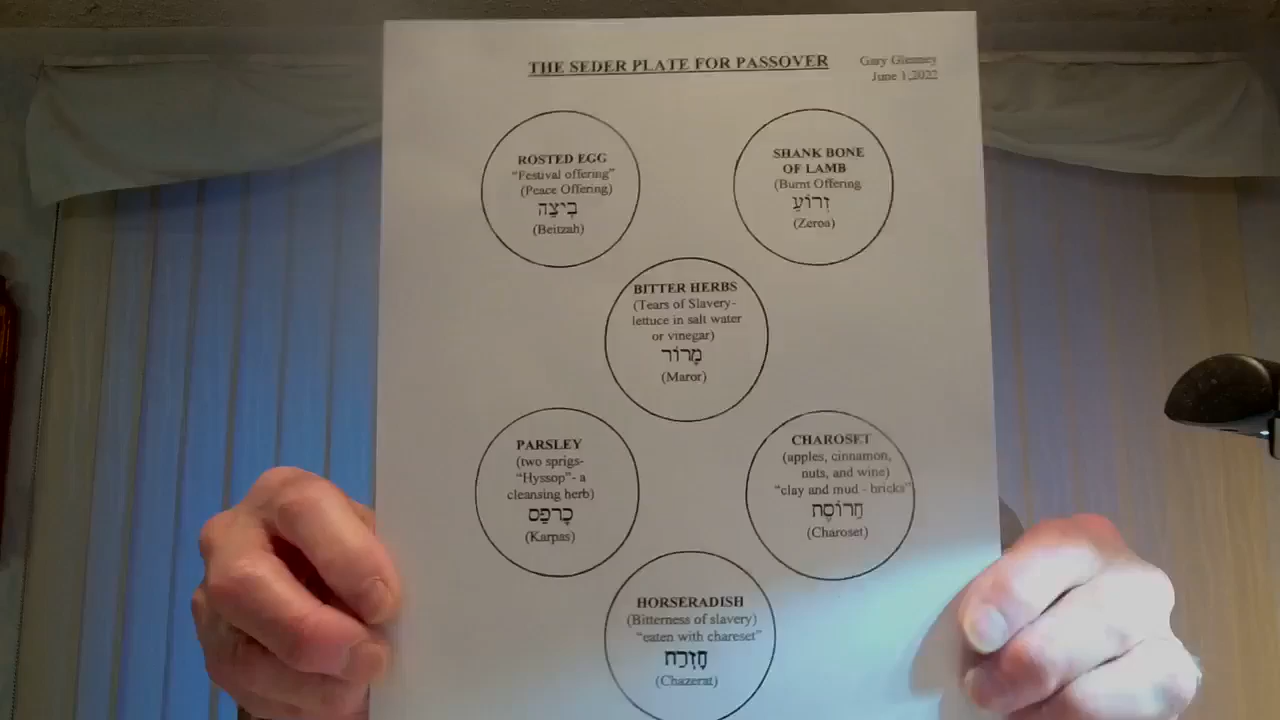 THE SEDER PLATE FOR PASSOVER
June 1, 2022
ROSTED EGG
"Festival offering"
(Peace Offering)
בֵיצַה
(Beitzah)
SHANK BONE
OF LAMB
(Burnt Offering
זְרוֹעַ
(Zeroa)
BITTER HERBS
(Tears of Slavery-
lettuce in salt water
or vinegar)
מָרוֹר
(Maror)
PARSLEY
(two sprigs-
"Hyssop"- a
cleansing herb)
כָּרפַּס
(Karpas)
CHAROSET
(apples, cinnamon,
nuts, and wine)
"clay and mud - bricks"
חֲרוֹסֶת
(Charoset)
HORSERADISH
(Bitterness of slavery)
"eaten with chareset"
(Chazerat)